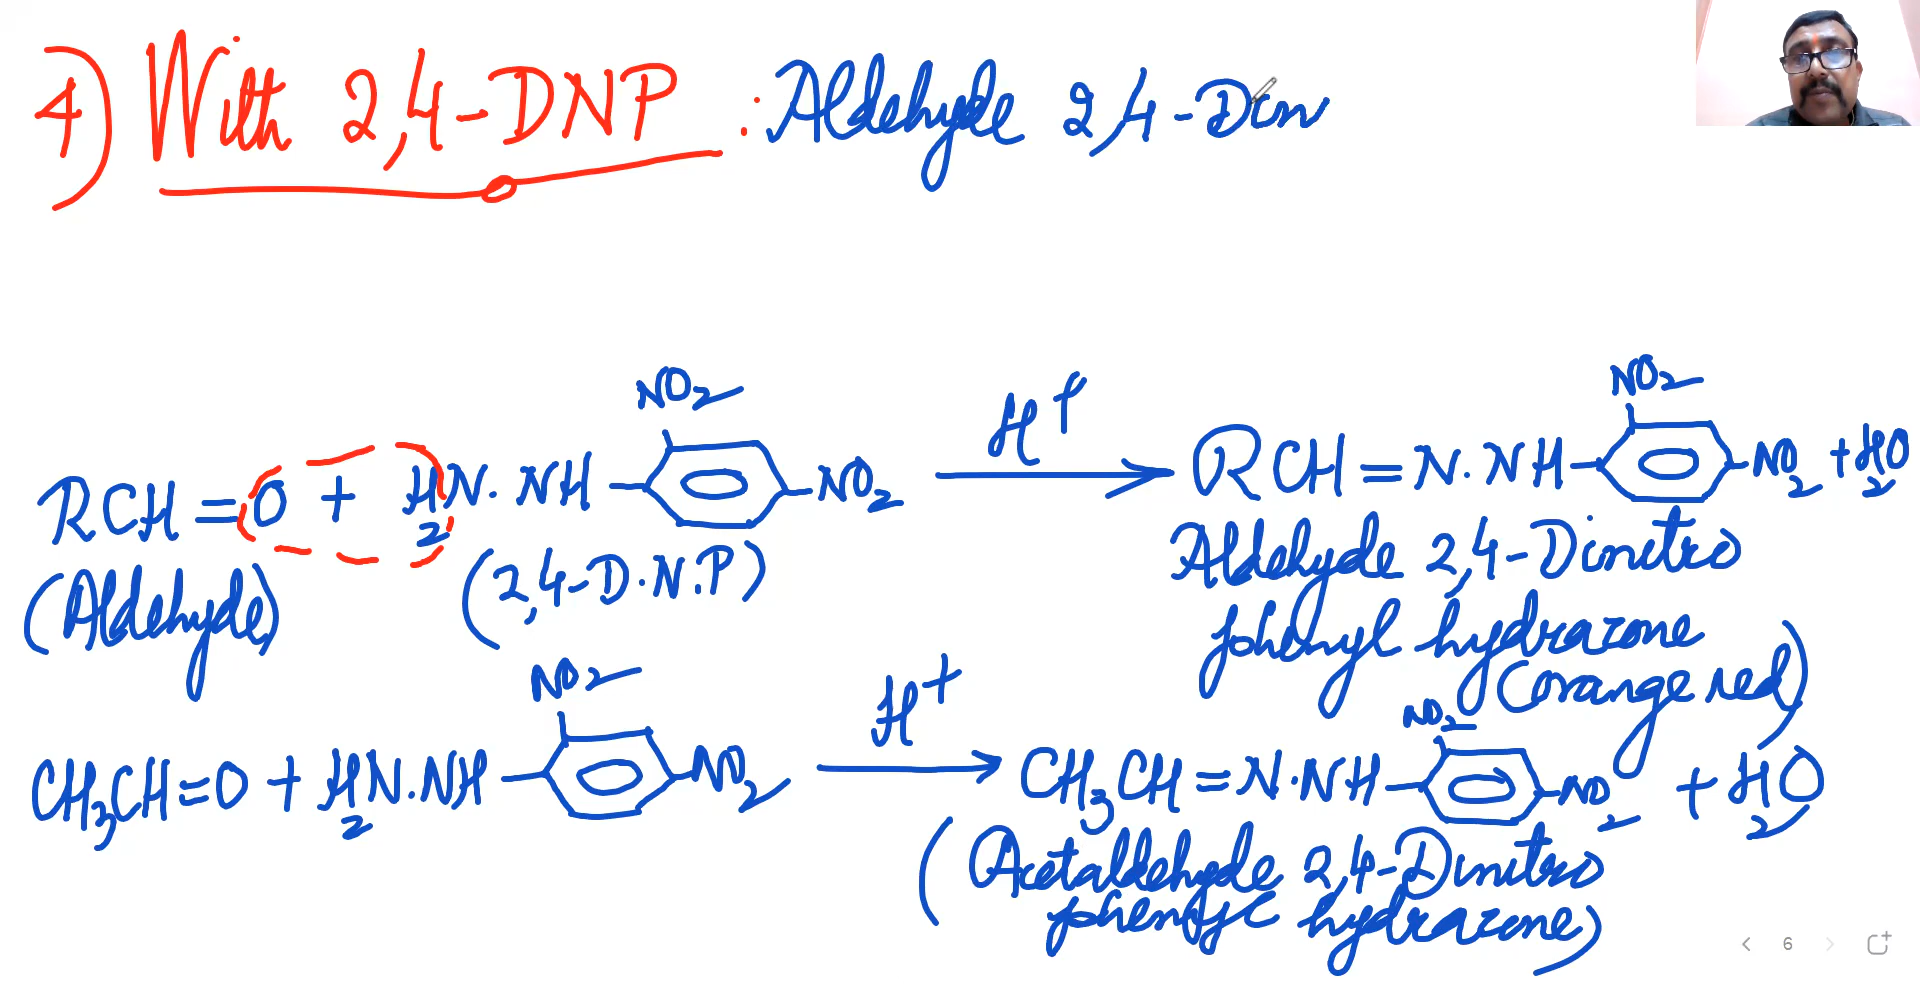 4) With 2,4-DNP : Aldehyde 2,4-Din
NO2
NO2
H+
RCH=O + H2N.NH NO2
RCH=N.NH NO2 + H2O
(Aldehyde)
(2,4-D.N.P)
Aldehyde 2,4-Dinitro
phenyl hydrazone
(orange red)
NO2
H+
NO2
CH3CH=O + H2N.NH NO2
CH3CH=N.NH NO2 + H2O
(Acetaldehyde 2,4-Dinitro
phenyl hydrazone)
6